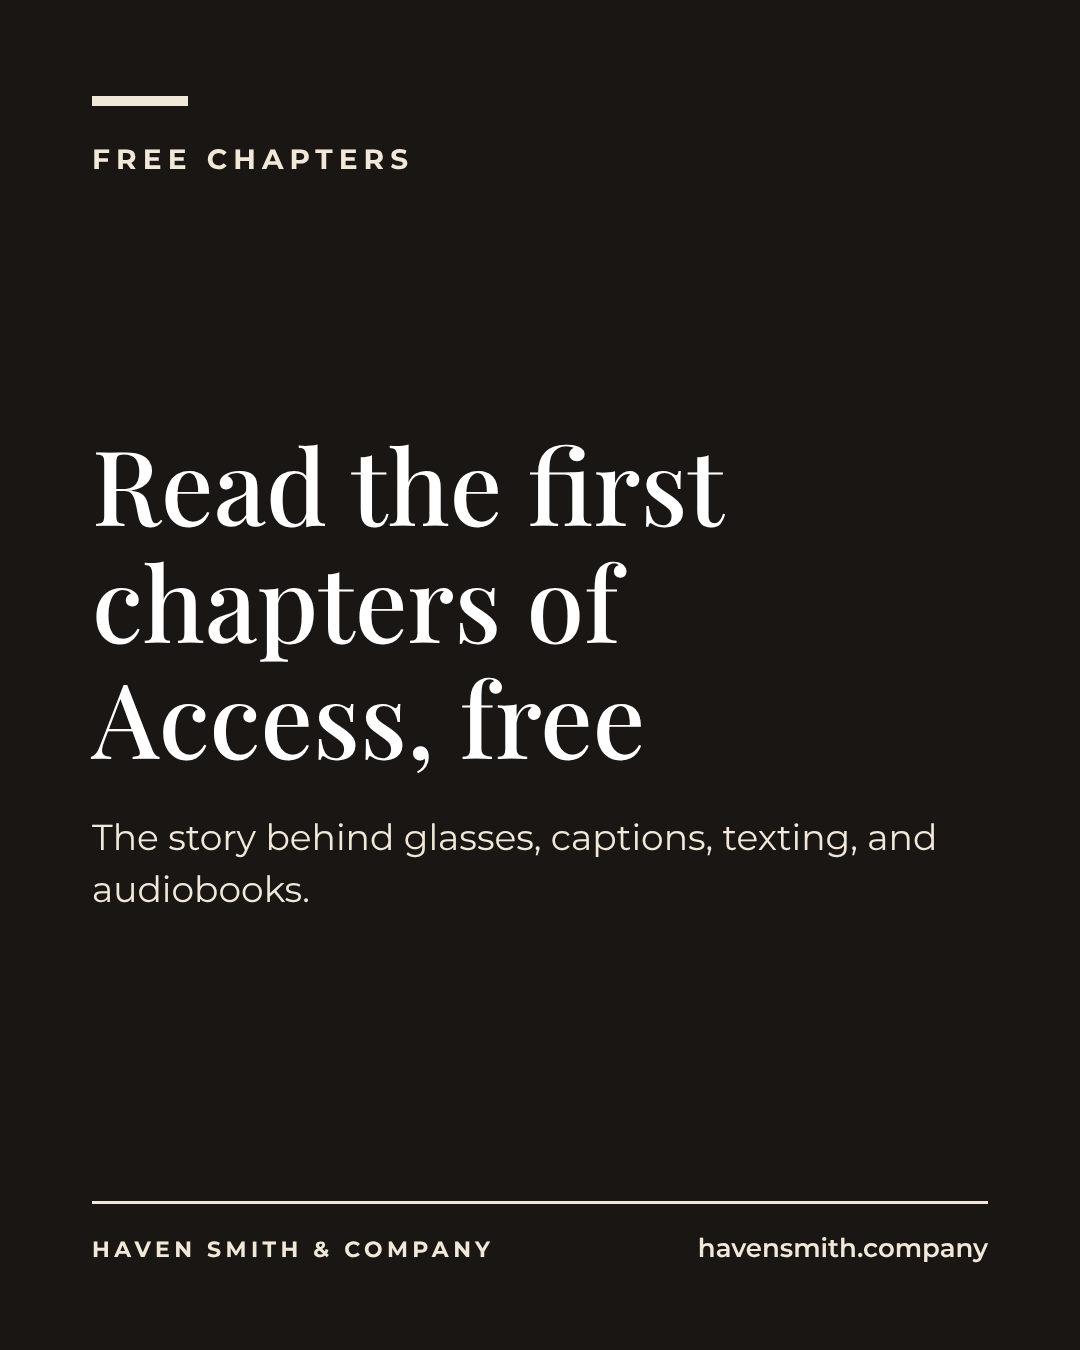 FREE CHAPTERS
Read the first
chapters of
Access, free
The story behind glasses, captions, texting, and
audiobooks.
HAVEN SMITH & COMPANY
havensmith.company